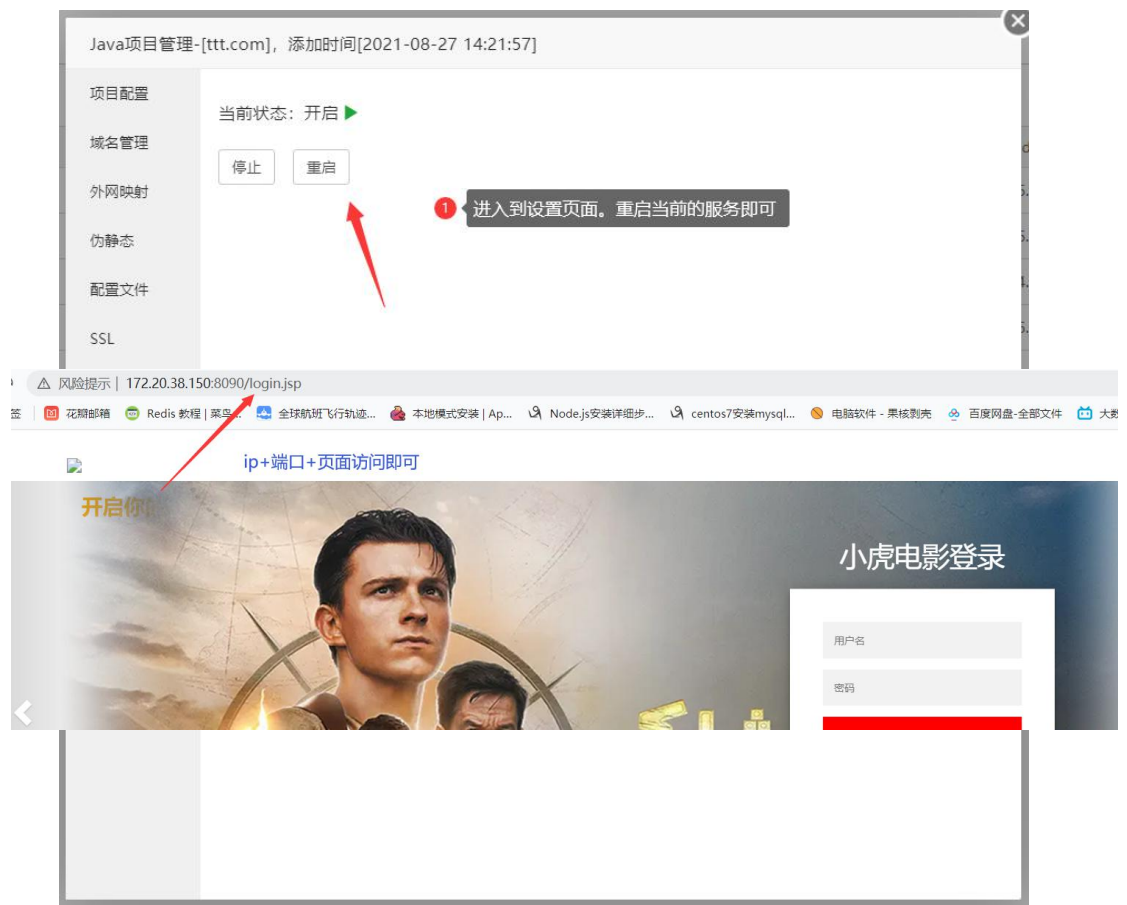 Java项目管理-[ttt.com]，添加时间[2021-08-27 14:21:57]
项目配置
当前状态：开启
域名管理
停止
重启
外网映射
1
进入到设置页面。重启当前的服务即可
伪静态
配置文件
SSL
风险提示 | 172.20.38.150:8090/login.jsp
签
花瓣邮箱
Redis 教程 | 菜鸟...
全球航班飞行轨迹...
本地模式安装 | Ap...
Node.js安装详细步...
centos7安装mysql...
电脑软件 - 果核剥壳
百度网盘-全部文件
大数
ip+端口+页面访问即可
开启你
小虎电影登录
用户名
密码